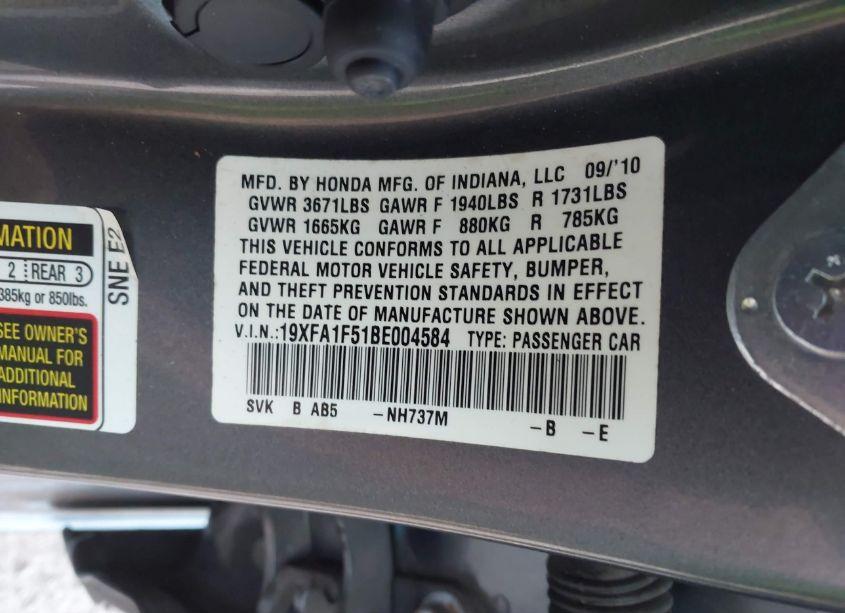 MFD. BY HONDA MFG. OF INDIANA, LLC 09/'10
GVWR 3671LBS GAWR F 1940LBS R 1731LBS
GVWR 1665KG GAWR F 880KG R 785KG
THIS VEHICLE CONFORMS TO ALL APPLICABLE
FEDERAL MOTOR VEHICLE SAFETY, BUMPER,
AND THEFT PREVENTION STANDARDS IN EFFECT
ON THE DATE OF MANUFACTURE SHOWN ABOVE.
V.I.N.:19XFA1F51BE004584 TYPE: PASSENGER CAR
SVK B AB5 -NH737M -B -E
MATION
2 REAR 3
385kg or 850lbs.
SEE OWNER'S
MANUAL FOR
ADDITIONAL
INFORMATION
SNE E2